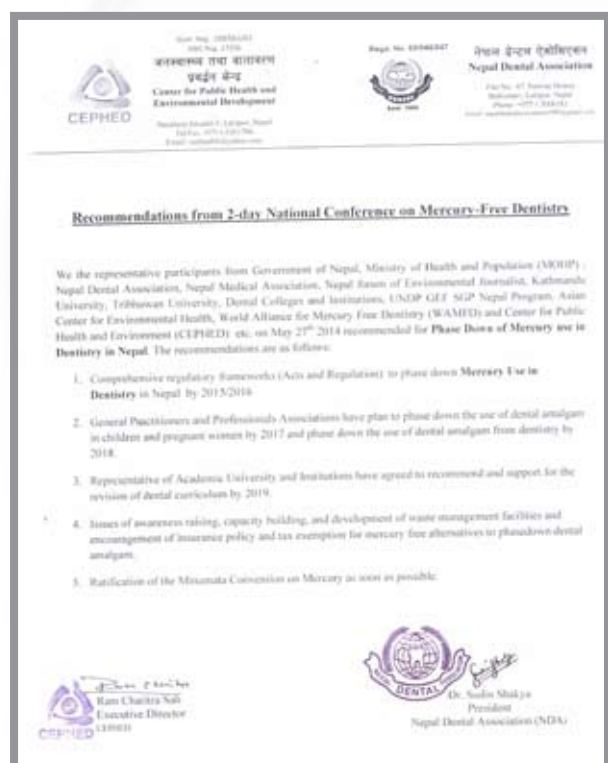 जनस्वास्थ्य तथा वातावरण
प्रवर्द्धन केन्द्र
Center for Public Health and
Environmental Development
CEPHED
नेपाल डेन्टल ऐसोसिएसन
Nepal Dental Association
Recommendations from 2-day National Conference on Mercury-Free Dentistry
We the representative participants from Government of Nepal, Ministry of Health and Population (MOHP) ,
Nepal Dental Association, Nepal Medical Association, Nepal forum of Environmental Journalist, Kathmandu
University, Tribhuwan University, Dental Colleges and Institutions, UNDP GEF SGP Nepal Program, Asian
Center for Environmental Health, World Alliance for Mercury Free Dentistry (WAMFD) and Center for Public
Health and Environment (CEPHED) etc. on May 27th 2014 recommended for Phase Down of Mercury use in
Dentistry in Nepal. The recommendations are as follows:
1. Comprehensive regulatory frameworks (Acts and Regulation) to phase down Mercury Use in
Dentistry in Nepal by 2015/2016
2. General Practitioners and Professionals Associations have plan to phase down the use of dental amalgam
in children and pregnant women by 2017 and phase down the use of dental amalgam from dentistry by
2018.
3. Representative of Academic University and Institutions have agreed to recommend and support for the
revision of dental curriculum by 2019.
4. Issues of awareness raising, capacity building, and development of waste management facilities and
encouragement of insurance policy and tax exemption for mercury free alternatives to phasedown dental
amalgam.
5. Ratification of the Minamata Convention on Mercury as soon as possible.
Ram Charitra Sah
Executive Director
CEPHED
CEPHED
DENTAL
President
Nepal Dental Association (NDA)